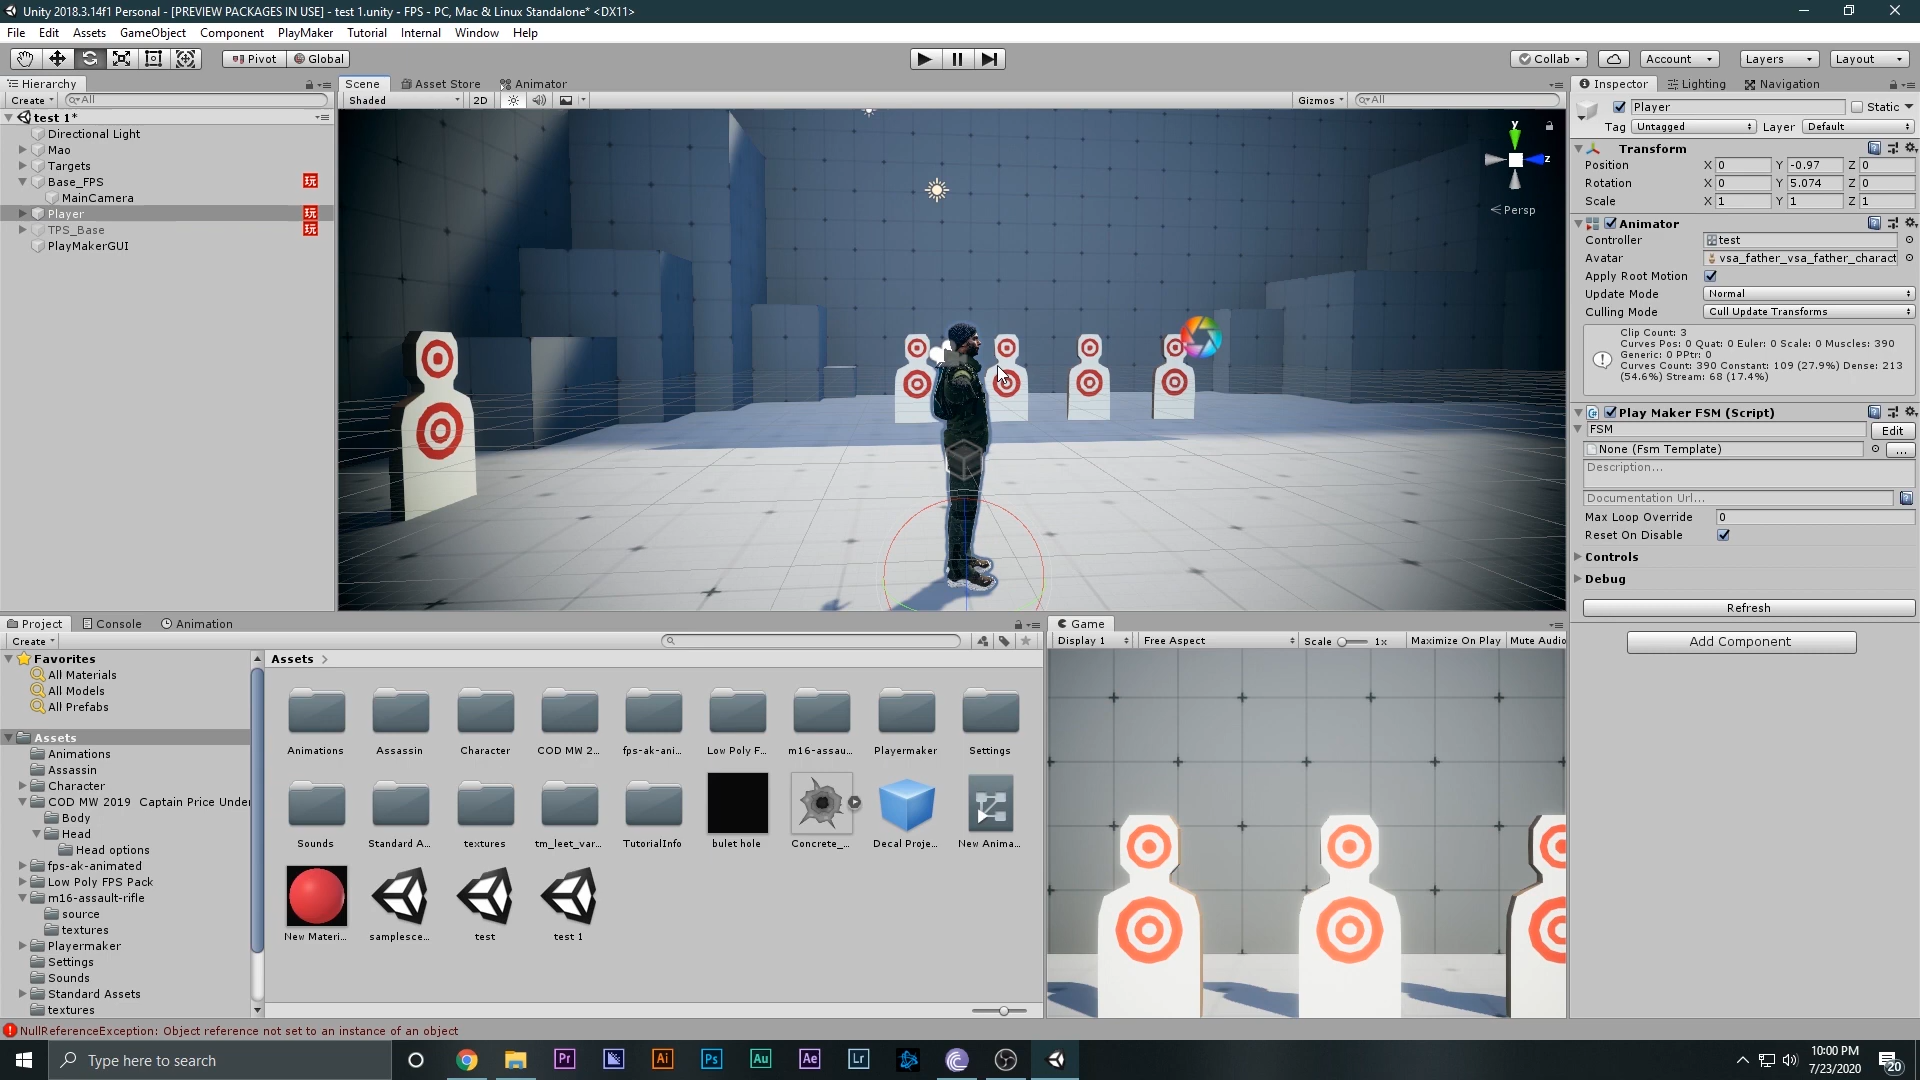 Unity 2018.3.14f1 Personal - [PREVIEW PACKAGES IN USE] - test 1.unity - FPS - PC, Mac & Linux Standalone* <DX11>
File Edit Assets GameObject Component PlayMaker Tutorial Internal Window Help
Pivot Global Collab Account Layers Layout
Hierarchy
Create All
test 1*
Directional Light
Mao
Targets
Base_FPS 玩
MainCamera
Player 玩
TPS_Base 玩
PlayMakerGUI
Scene Asset Store Animator
Shaded 2D Gizmos All
y
z
Persp
Inspector Lighting Navigation
Player Static
Tag Untagged Layer Default
Transform
Position X 0 Y -0.97 Z 0
Rotation X 0 Y 5.074 Z 0
Scale X 1 Y 1 Z 1
Animator
Controller test
Avatar vsa_father_vsa_father_charact
Apply Root Motion
Update Mode Normal
Culling Mode Cull Update Transforms
Clip Count: 3
Curves Pos: 0 Quat: 0 Euler: 0 Scale: 0 Muscles: 390
Generic: 0 PPtr: 0
Curves Count: 390 Constant: 109 (27.9%) Dense: 213
(54.6%) Stream: 68 (17.4%)
Play Maker FSM (Script)
FSM Edit
None (Fsm Template) ...
Description...
Documentation Url...
Max Loop Override 0
Reset On Disable
Controls
Debug
Refresh
Add Component
Project Console Animation
Create
Favorites
All Materials
All Models
All Prefabs
Assets
Animations
Assassin
Character
COD MW 2019 Captain Price Under
Body
Head
Head options
fps-ak-animated
Low Poly FPS Pack
m16-assault-rifle
source
textures
Playermaker
Settings
Sounds
Standard Assets
textures
Assets
Animations Assassin Character COD MW 2... fps-ak-ani... Low Poly F... m16-assau... Playermaker Settings
Sounds Standard A... textures tm_leet_var... TutorialInfo bulet hole Concrete_... Decal Proje... New Anima...
New Materi... samplesce... test test 1
Game
Display 1 Free Aspect Scale 1x Maximize On Play Mute Audio
NullReferenceException: Object reference not set to an instance of an object
Type here to search
Pr Ai Ps Au Ae Lr
10:00 PM
7/23/2020
20